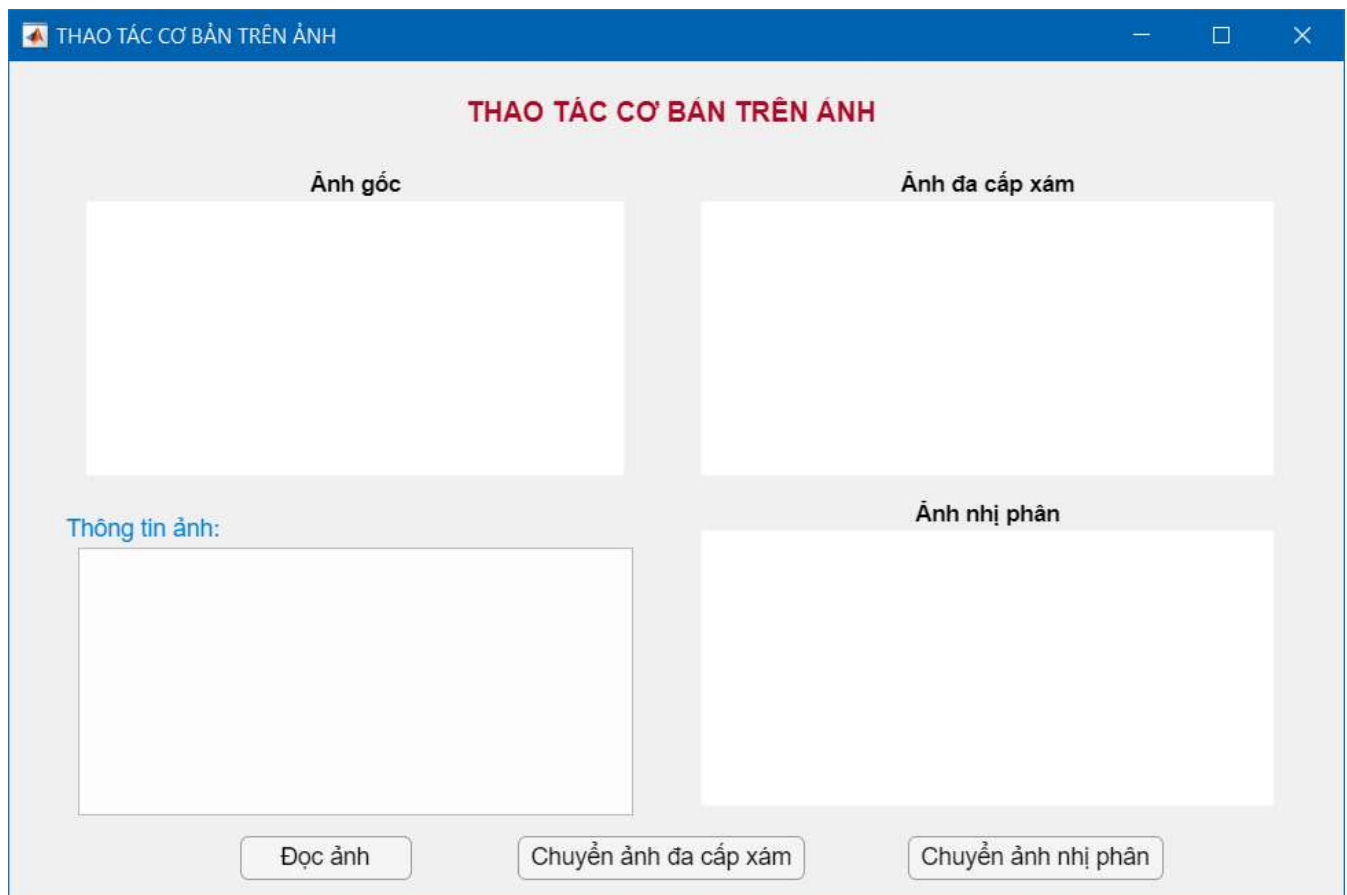 THAO TÁC CƠ BẢN TRÊN ẢNH
THAO TÁC CƠ BẢN TRÊN ẢNH
Ảnh gốc
Ảnh đa cấp xám
Thông tin ảnh:
Ảnh nhị phân
Đọc ảnh
Chuyển ảnh đa cấp xám
Chuyển ảnh nhị phân